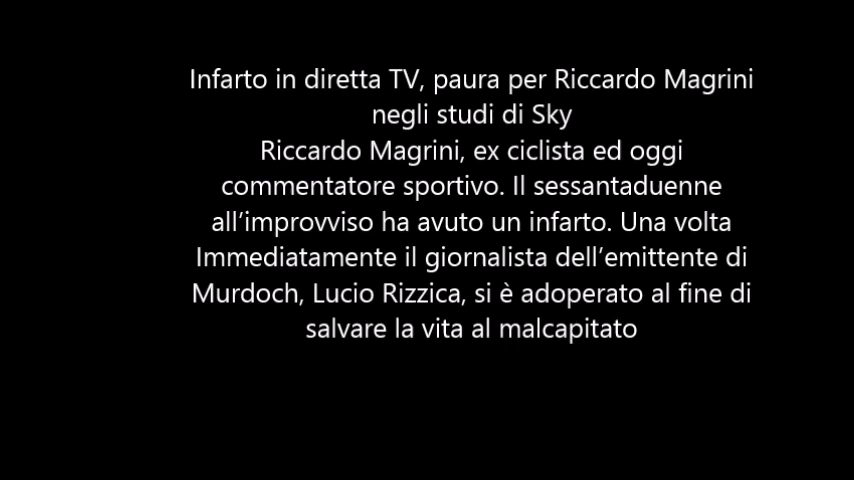 Infarto in diretta TV, paura per Riccardo Magrini
negli studi di Sky
Riccardo Magrini, ex ciclista ed oggi
commentatore sportivo. Il sessantaduenne
all’improvviso ha avuto un infarto. Una volta
Immediatamente il giornalista dell’emittente di
Murdoch, Lucio Rizzica, si è adoperato al fine di
salvare la vita al malcapitato